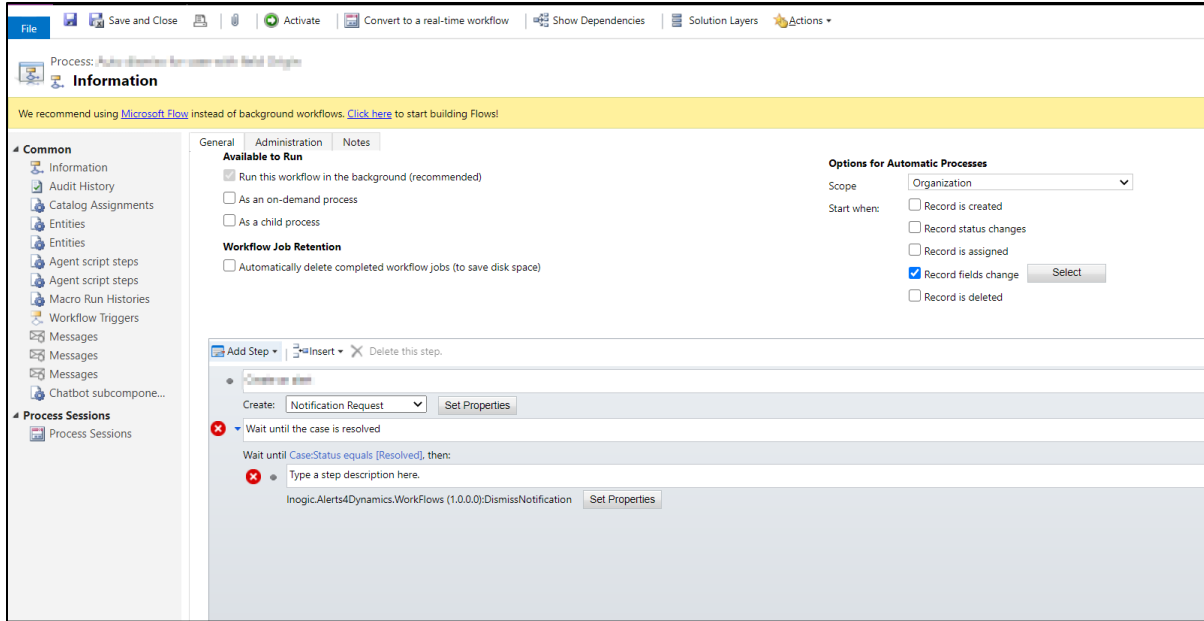 File
Save and Close
Activate
Convert to a real-time workflow
Show Dependencies
Solution Layers
Actions
Process:
Information
We recommend using Microsoft Flow instead of background workflows. Click here to start building Flows!
Common
Information
Audit History
Catalog Assignments
Entities
Entities
Agent script steps
Agent script steps
Macro Run Histories
Workflow Triggers
Messages
Messages
Messages
Chatbot subcompone...
Process Sessions
Process Sessions
General Administration Notes
Available to Run
Run this workflow in the background (recommended)
As an on-demand process
As a child process
Workflow Job Retention
Automatically delete completed workflow jobs (to save disk space)
Options for Automatic Processes
Scope Organization
Start when: Record is created
Record status changes
Record is assigned
Record fields change Select
Record is deleted
Add Step Insert Delete this step.
Create: Notification Request Set Properties
Wait until the case is resolved
Wait until Case:Status equals [Resolved], then:
Type a step description here.
Inogic.Alerts4Dynamics.WorkFlows (1.0.0.0):DismissNotification Set Properties